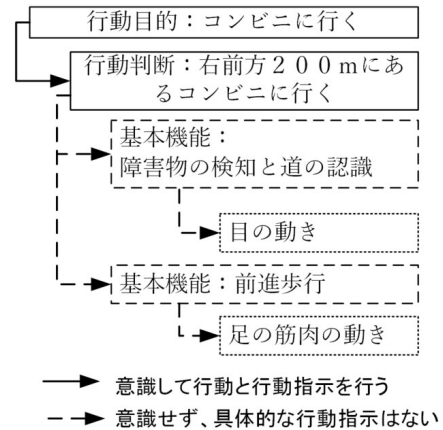 行動目的：コンビニに行く
行動判断：右前方２００ｍにあ
るコンビニに行く
基本機能：
障害物の検知と道の認識
目の動き
基本機能：前進歩行
足の筋肉の動き
意識して行動と行動指示を行う
意識せず、具体的な行動指示はない